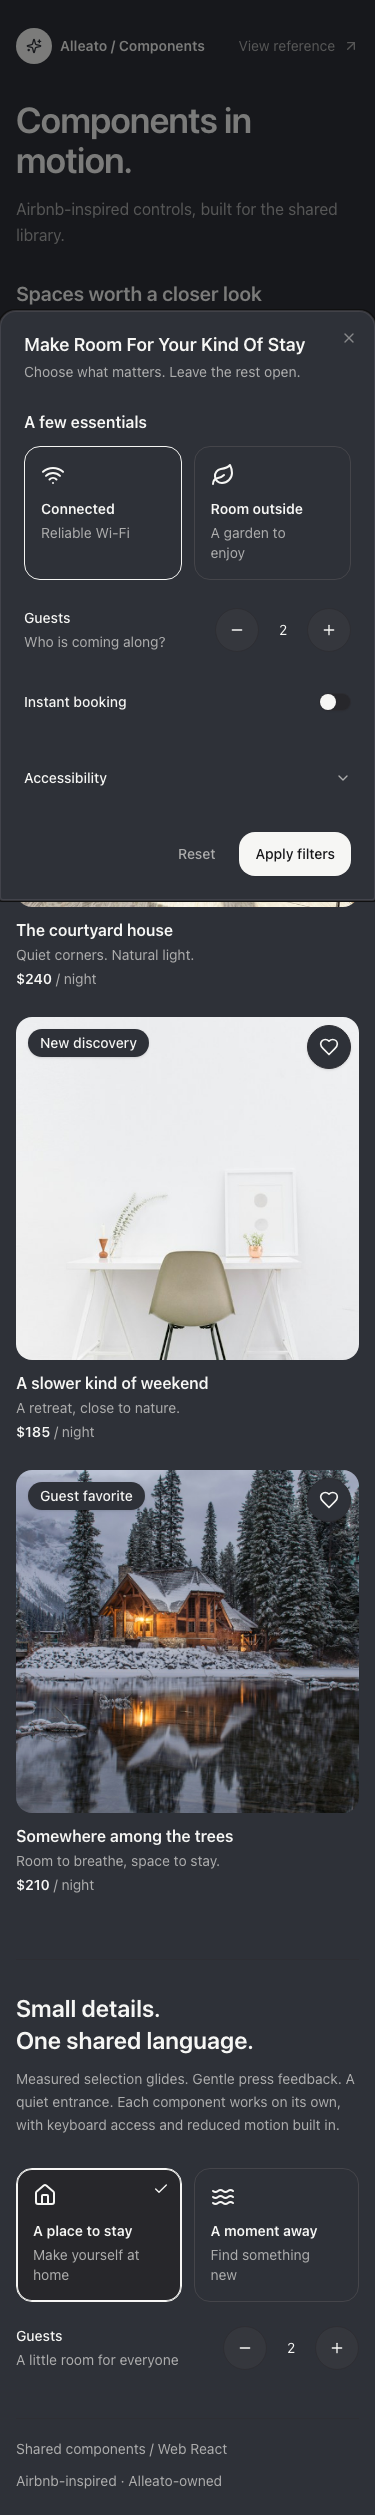 Alleato / Components
View reference
Components in
motion.
Airbnb-inspired controls, built for the shared
library.
Spaces worth a closer look
Make Room For Your Kind Of Stay
Choose what matters. Leave the rest open.
A few essentials
Connected
Reliable Wi-Fi
Room outside
A garden to
enjoy
Guests
Who is coming along?
2
Instant booking
Accessibility
Reset
Apply filters
The courtyard house
Quiet corners. Natural light.
$240 / night
New discovery
A slower kind of weekend
A retreat, close to nature.
$185 / night
Guest favorite
Somewhere among the trees
Room to breathe, space to stay.
$210 / night
Small details.
One shared language.
Measured selection glides. Gentle press feedback. A
quiet entrance. Each component works on its own,
with keyboard access and reduced motion built in.
A place to stay
Make yourself at
home
A moment away
Find something
new
Guests
A little room for everyone
2
Shared components / Web React
Airbnb-inspired · Alleato-owned